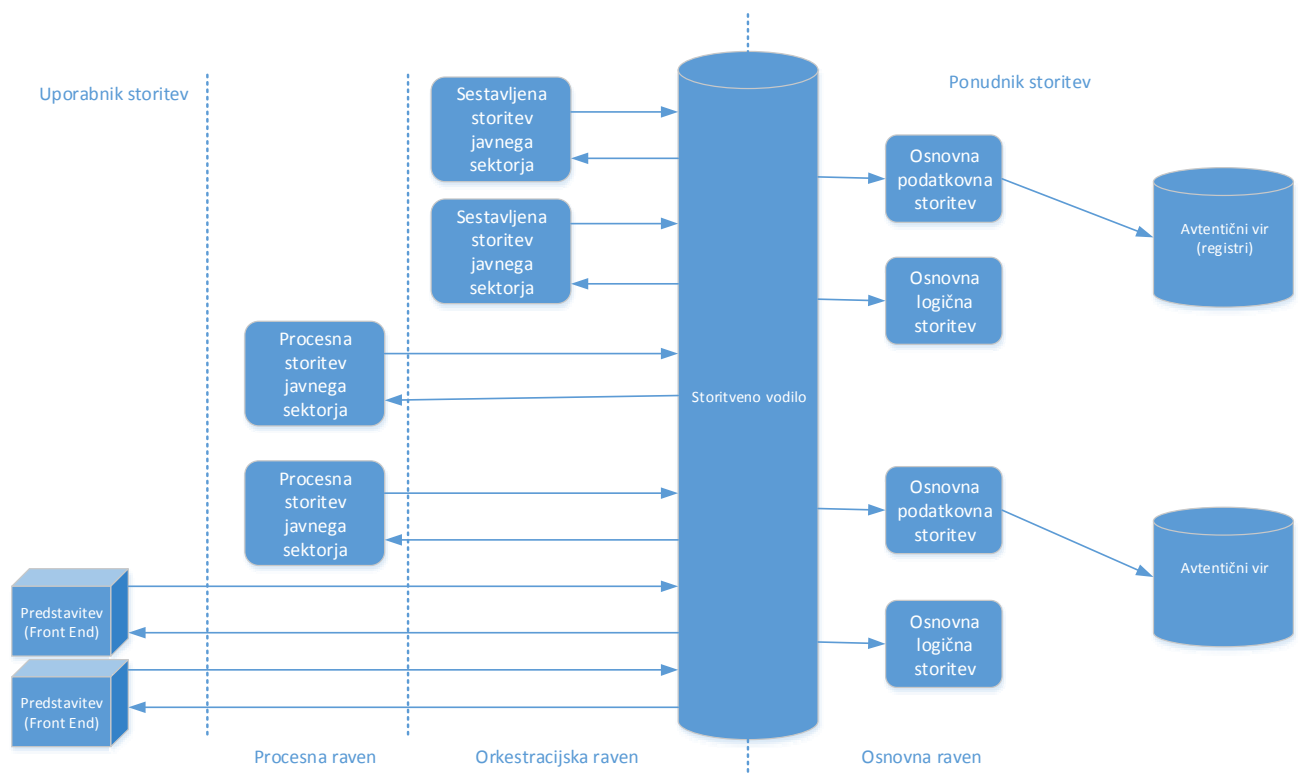 Uporabnik storitev
Ponudnik storitev
Sestavljena
storitev
javnega
sektorja
Sestavljena
storitev
javnega
sektorja
Procesna
storitev
javnega
sektorja
Procesna
storitev
javnega
sektorja
Predstavitev
(Front End)
Predstavitev
(Front End)
Storitveno vodilo
Osnovna
podatkovna
storitev
Osnovna
logična
storitev
Avtentični vir
(registri)
Osnovna
podatkovna
storitev
Osnovna
logična
storitev
Avtentični vir
Procesna raven
Orkestracijska raven
Osnovna raven